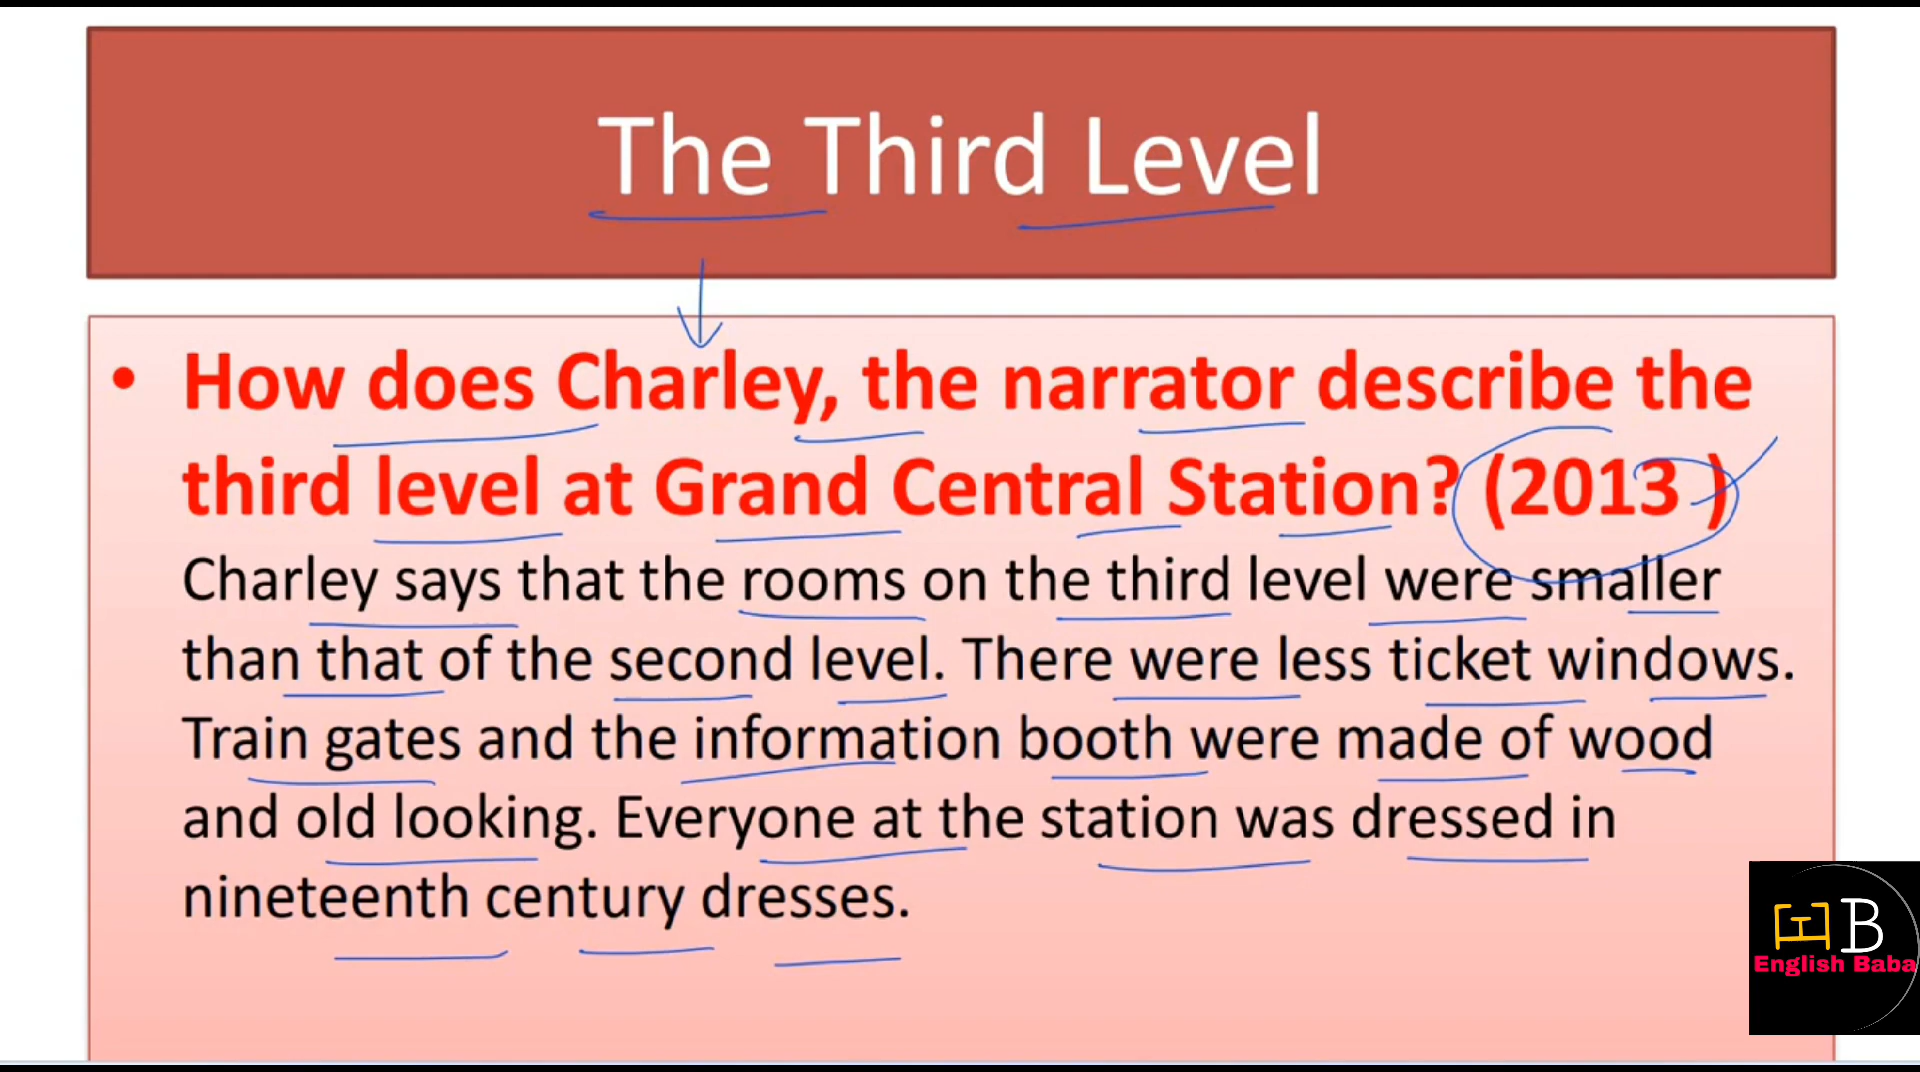 The Third Level
• How does Charley, the narrator describe the
third level at Grand Central Station? (2013 )
Charley says that the rooms on the third level were smaller
than that of the second level. There were less ticket windows.
Train gates and the information booth were made of wood
and old looking. Everyone at the station was dressed in
nineteenth century dresses.
EB
English Baba